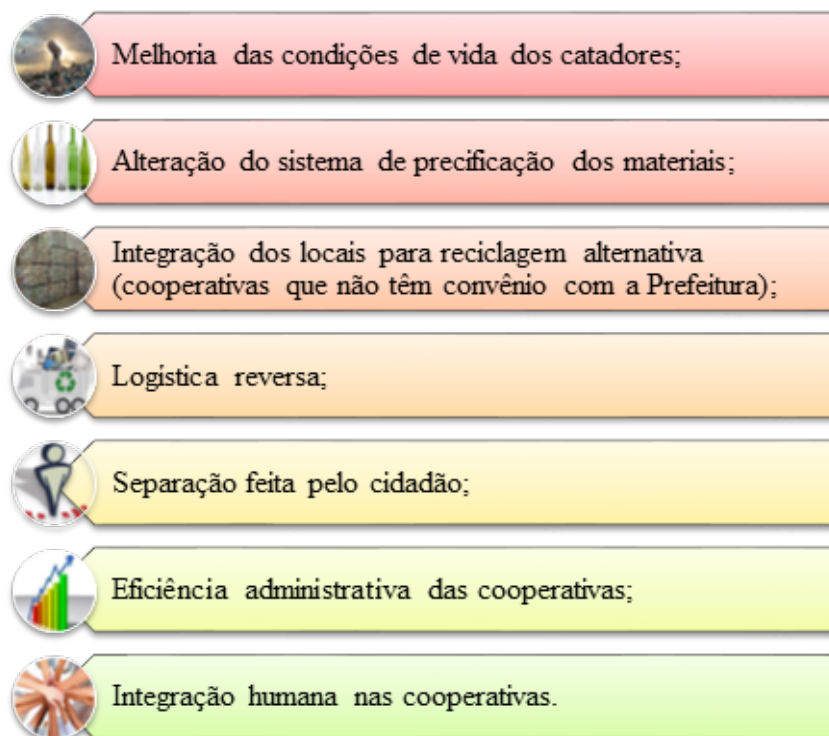 Melhoria das condições de vida dos catadores;
Alteração do sistema de precificação dos materiais;
Integração dos locais para reciclagem alternativa
(cooperativas que não têm convênio com a Prefeitura);
Logística reversa;
Separação feita pelo cidadão;
Eficiência administrativa das cooperativas;
Integração humana nas cooperativas.